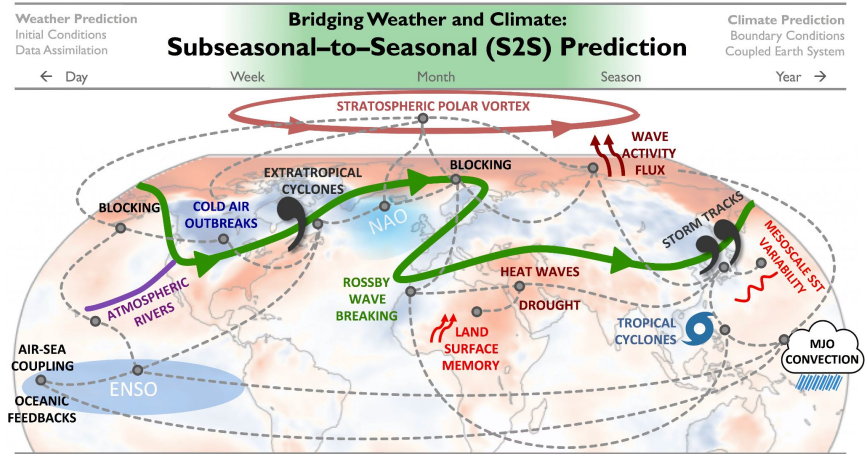 Weather Prediction
Initial Conditions
Data Assimilation
Bridging Weather and Climate:
Subseasonal–to–Seasonal (S2S) Prediction
Climate Prediction
Boundary Conditions
Coupled Earth System
← Day
Week
Month
Season
Year →
STRATOSPHERIC POLAR VORTEX
WAVE
ACTIVITY
FLUX
BLOCKING
EXTRATROPICAL
CYCLONES
BLOCKING
COLD AIR
OUTBREAKS
NAO
STORM TRACKS
MESOSCALE SST
VARIABILITY
ATMOSPHERIC
RIVERS
ROSSBY
WAVE
BREAKING
HEAT WAVES
DROUGHT
LAND
SURFACE
MEMORY
TROPICAL
CYCLONES
MJO
CONVECTION
AIR-SEA
COUPLING
ENSO
OCEANIC
FEEDBACKS